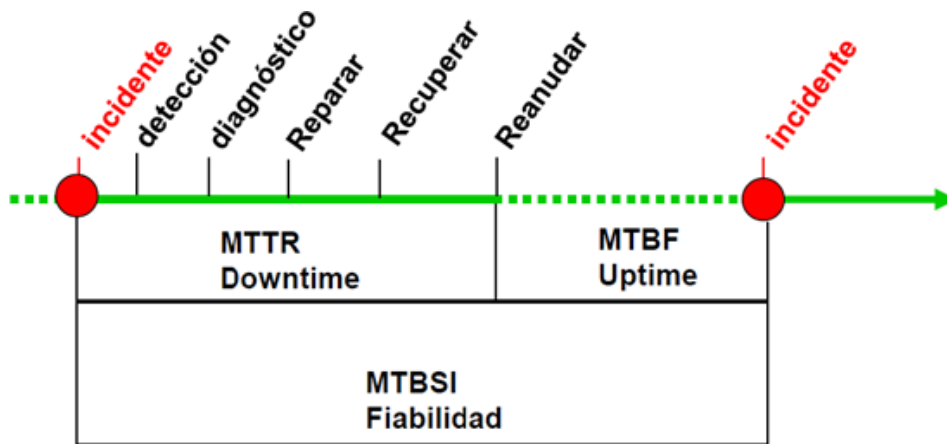 incidente
detección
diagnóstico
Reparar
Recuperar
Reanudar
incidente
MTTR
Downtime
MTBF
Uptime
MTBSI
Fiabilidad